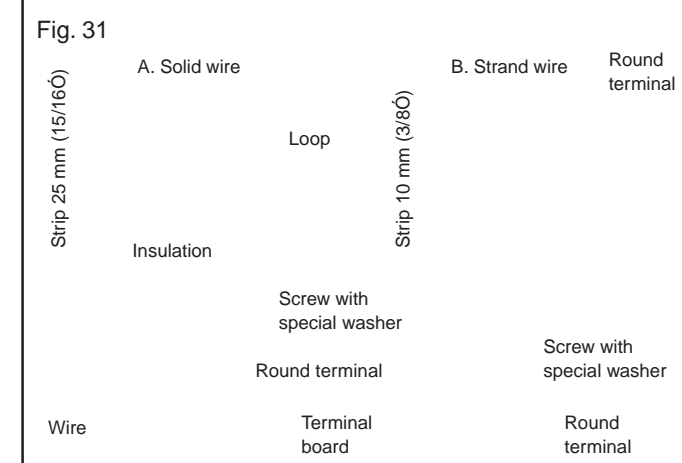 Fig. 31
A. Solid wire
B. Strand wire
Round
terminal
Strip 25 mm (15/16Ó)
Loop
Strip 10 mm (3/8Ó)
Insulation
Screw with
special washer
Round terminal
Screw with
special washer
Wire
Terminal
board
Round
terminal